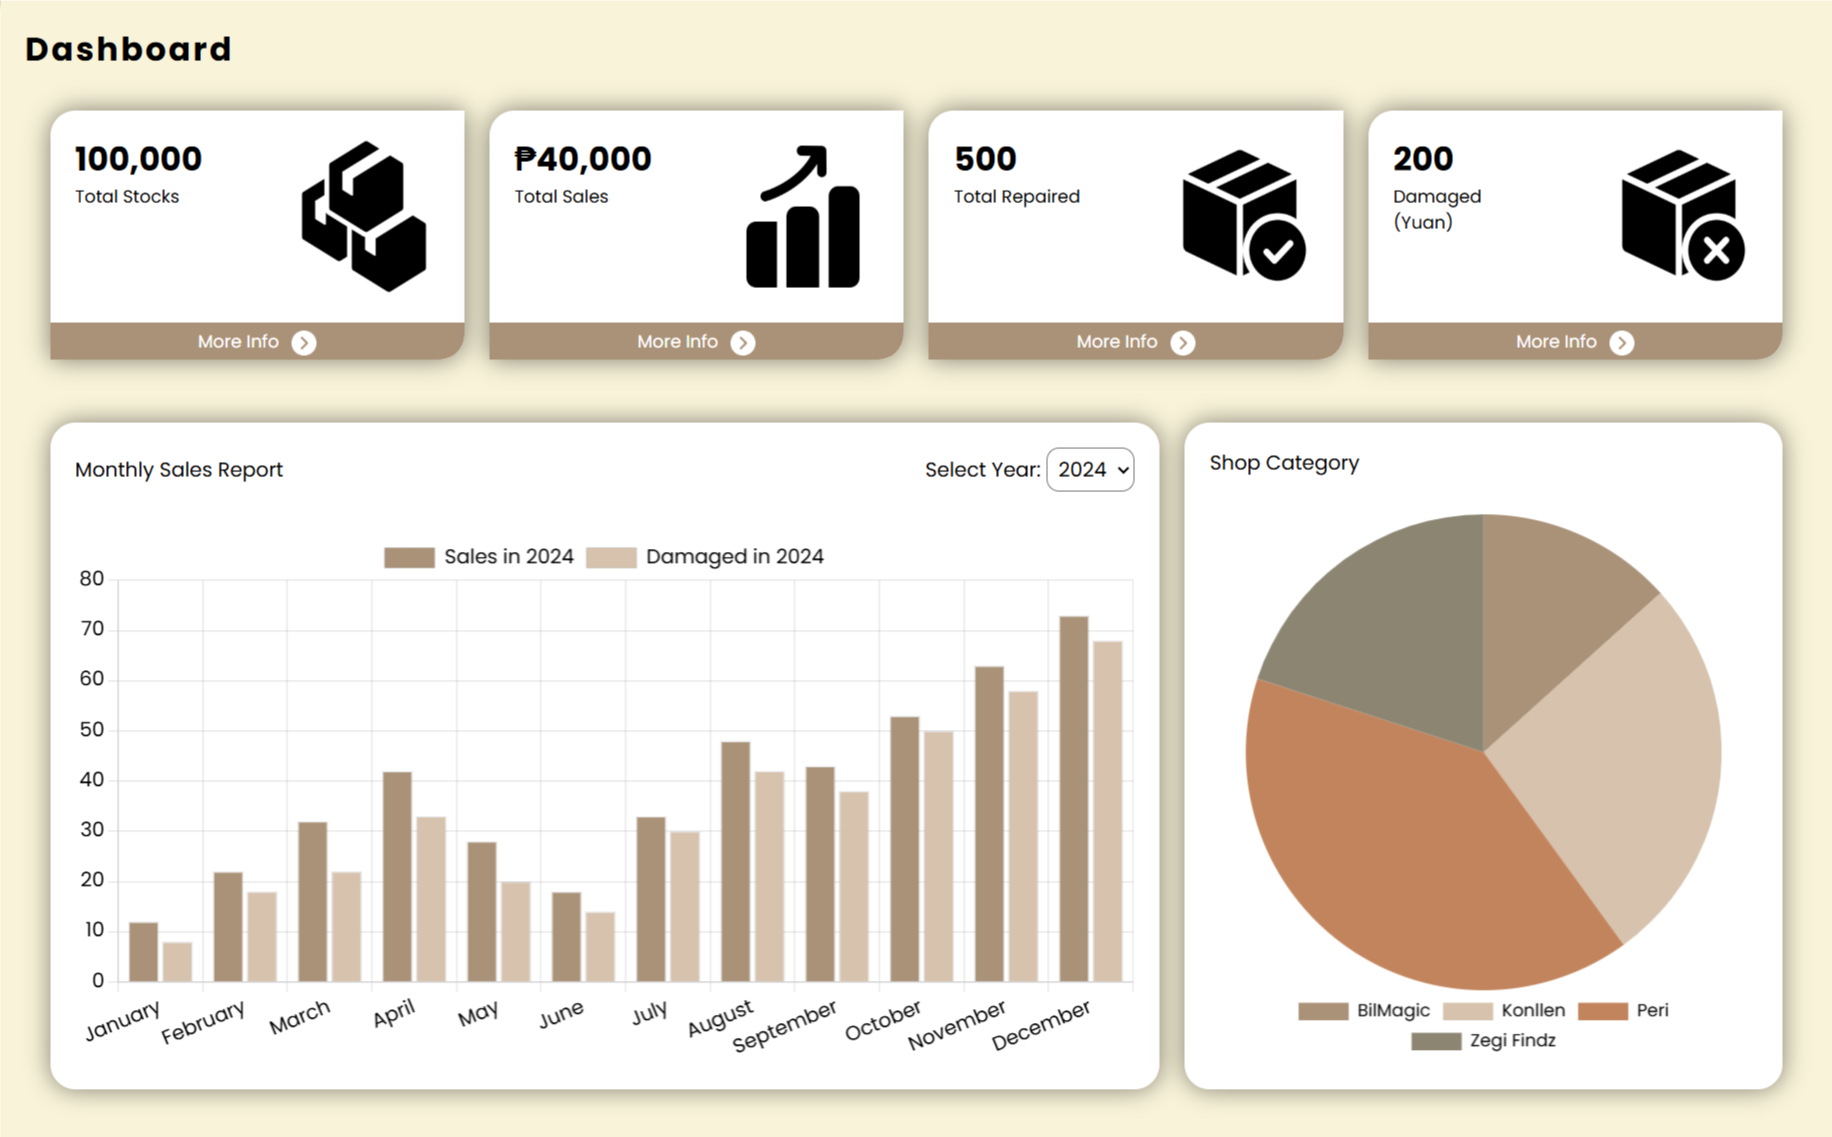 Dashboard
100,000
Total Stocks
More Info
₱40,000
Total Sales
More Info
500
Total Repaired
More Info
200
Damaged
(Yuan)
More Info
Monthly Sales Report
Select Year: 2024
Sales in 2024 Damaged in 2024
80
70
60
50
40
30
20
10
0
January February March April May June July August September October November December
Shop Category
BilMagic Konllen Peri
Zegi Findz